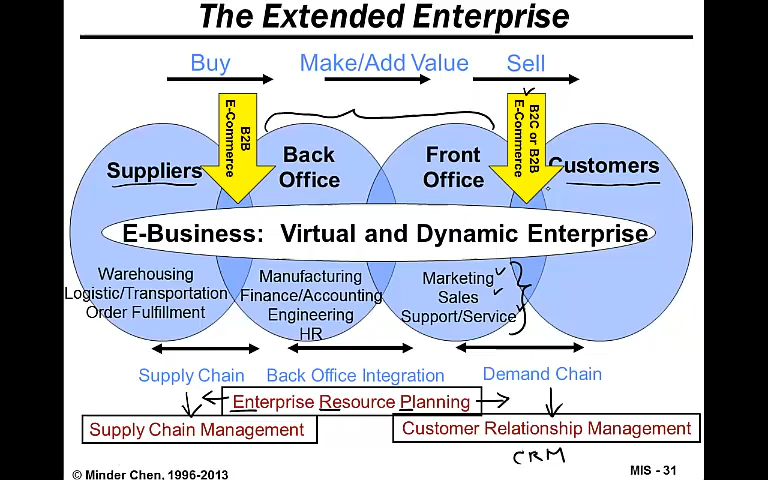 The Extended Enterprise
Buy
Make/Add Value
Sell
B2B
E-Commerce
B2C or B2B
E-Commerce
Suppliers
Back
Office
Front
Office
Customers
E-Business: Virtual and Dynamic Enterprise
Warehousing
Logistic/Transportation
Order Fulfillment
Manufacturing
Finance/Accounting
Engineering
HR
Marketing
Sales
Support/Service
Supply Chain
Back Office Integration
Demand Chain
Enterprise Resource Planning
Supply Chain Management
Customer Relationship Management
CRM
© Minder Chen, 1996-2013
MIS - 31